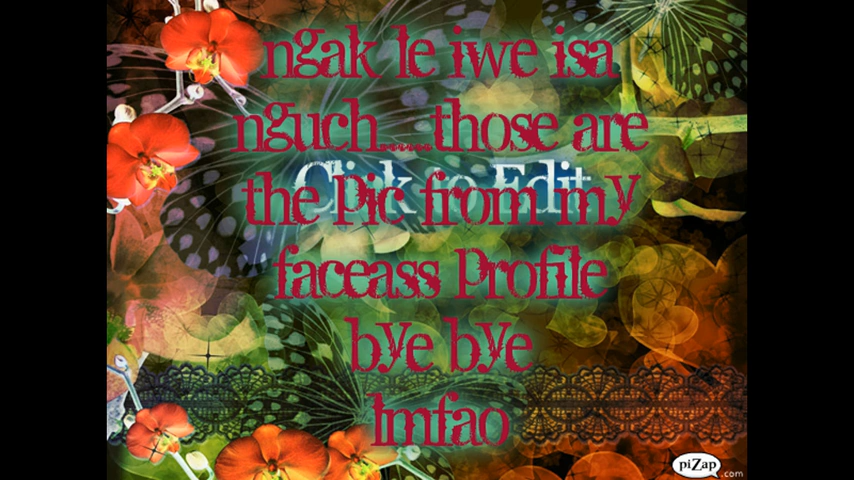 ngak le iwe isa
nguch......those are
Click to Edit
the Pic from my
faceass Profile
bye bye
lmfao
piZap.com